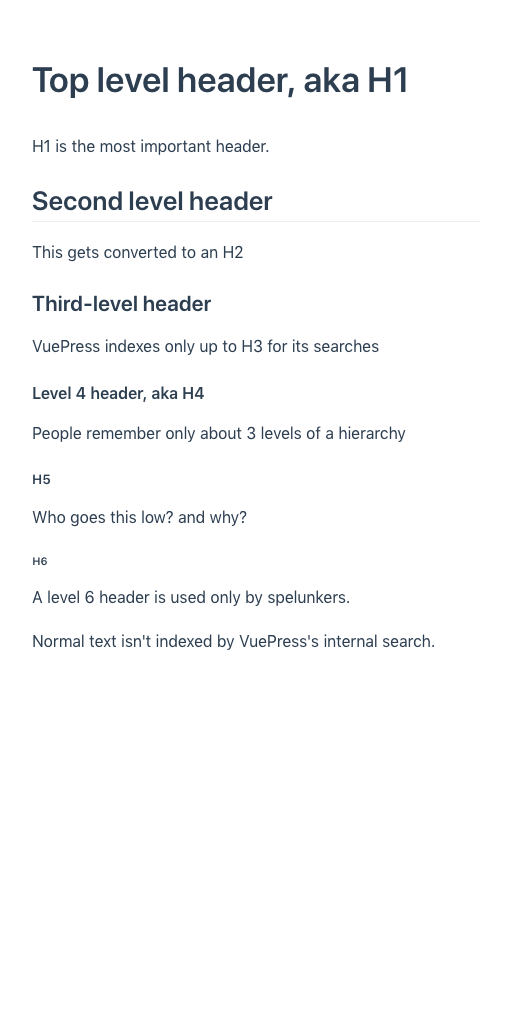 Top level header, aka H1
H1 is the most important header.
Second level header
This gets converted to an H2
Third-level header
VuePress indexes only up to H3 for its searches
Level 4 header, aka H4
People remember only about 3 levels of a hierarchy
H5
Who goes this low? and why?
H6
A level 6 header is used only by spelunkers.
Normal text isn't indexed by VuePress's internal search.